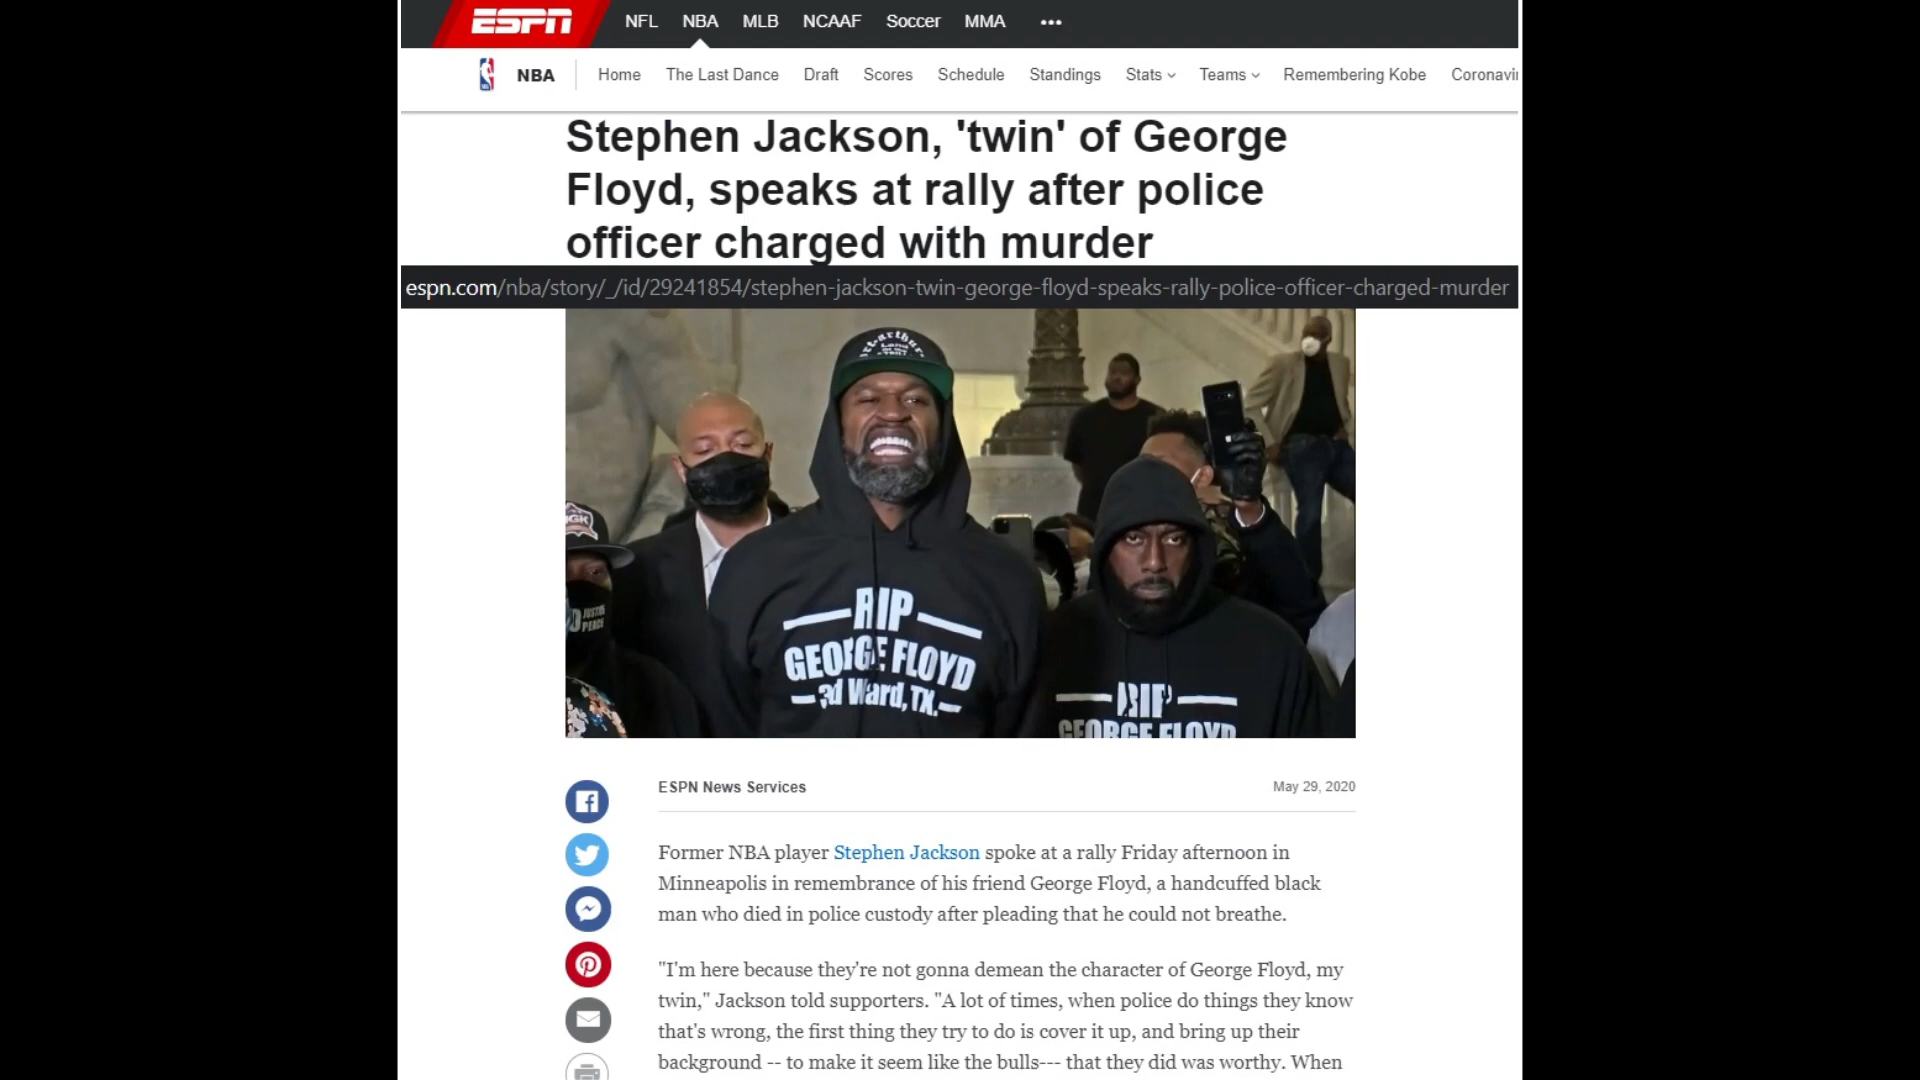 ESPN NFL NBA MLB NCAAF Soccer MMA
NBA Home The Last Dance Draft Scores Schedule Standings Stats Teams Remembering Kobe Coronavi
Stephen Jackson, 'twin' of George
Floyd, speaks at rally after police
officer charged with murder
espn.com/nba/story/_/id/29241854/stephen-jackson-twin-george-floyd-speaks-rally-police-officer-charged-murder
RIP
GEORGE FLOYD
3d Ward, TX.
JUSTICE
PEACE
RIP
GEORGE FLOYD
ESPN News Services May 29, 2020
Former NBA player Stephen Jackson spoke at a rally Friday afternoon in
Minneapolis in remembrance of his friend George Floyd, a handcuffed black
man who died in police custody after pleading that he could not breathe.
"I'm here because they're not gonna demean the character of George Floyd, my
twin," Jackson told supporters. "A lot of times, when police do things they know
that's wrong, the first thing they try to do is cover it up, and bring up their
background -- to make it seem like the bulls--- that they did was worthy. When